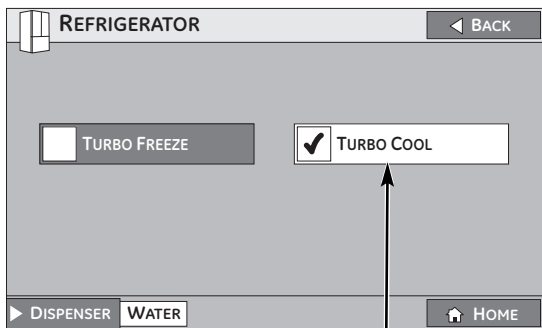 REFRIGERATOR BACK
TURBO FREEZE TURBO COOL
DISPENSER WATER HOME